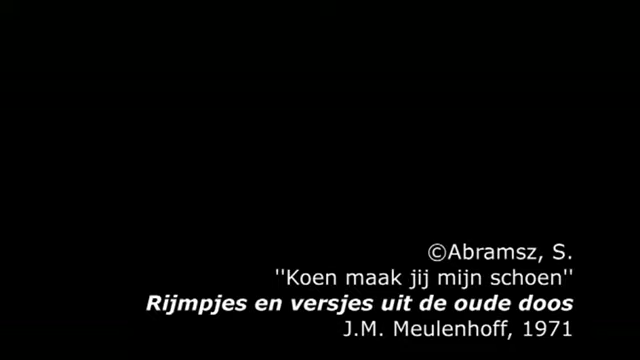 ©Abramsz, S.
''Koen maak jij mijn schoen''
Rijmpjes en versjes uit de oude doos
J.M. Meulenhoff, 1971